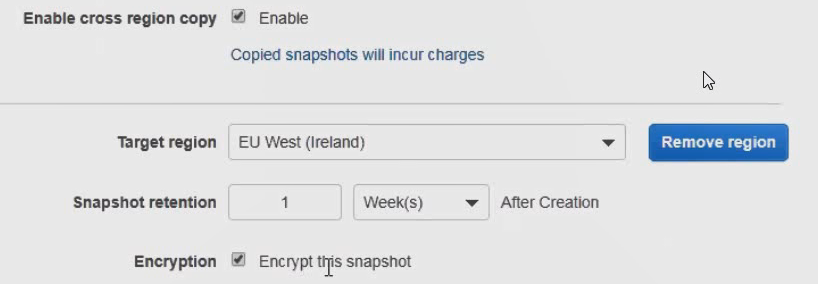 Enable cross region copy Enable
Copied snapshots will incur charges
Target region EU West (Ireland) Remove region
Snapshot retention 1 Week(s) After Creation
Encryption Encrypt this snapshot